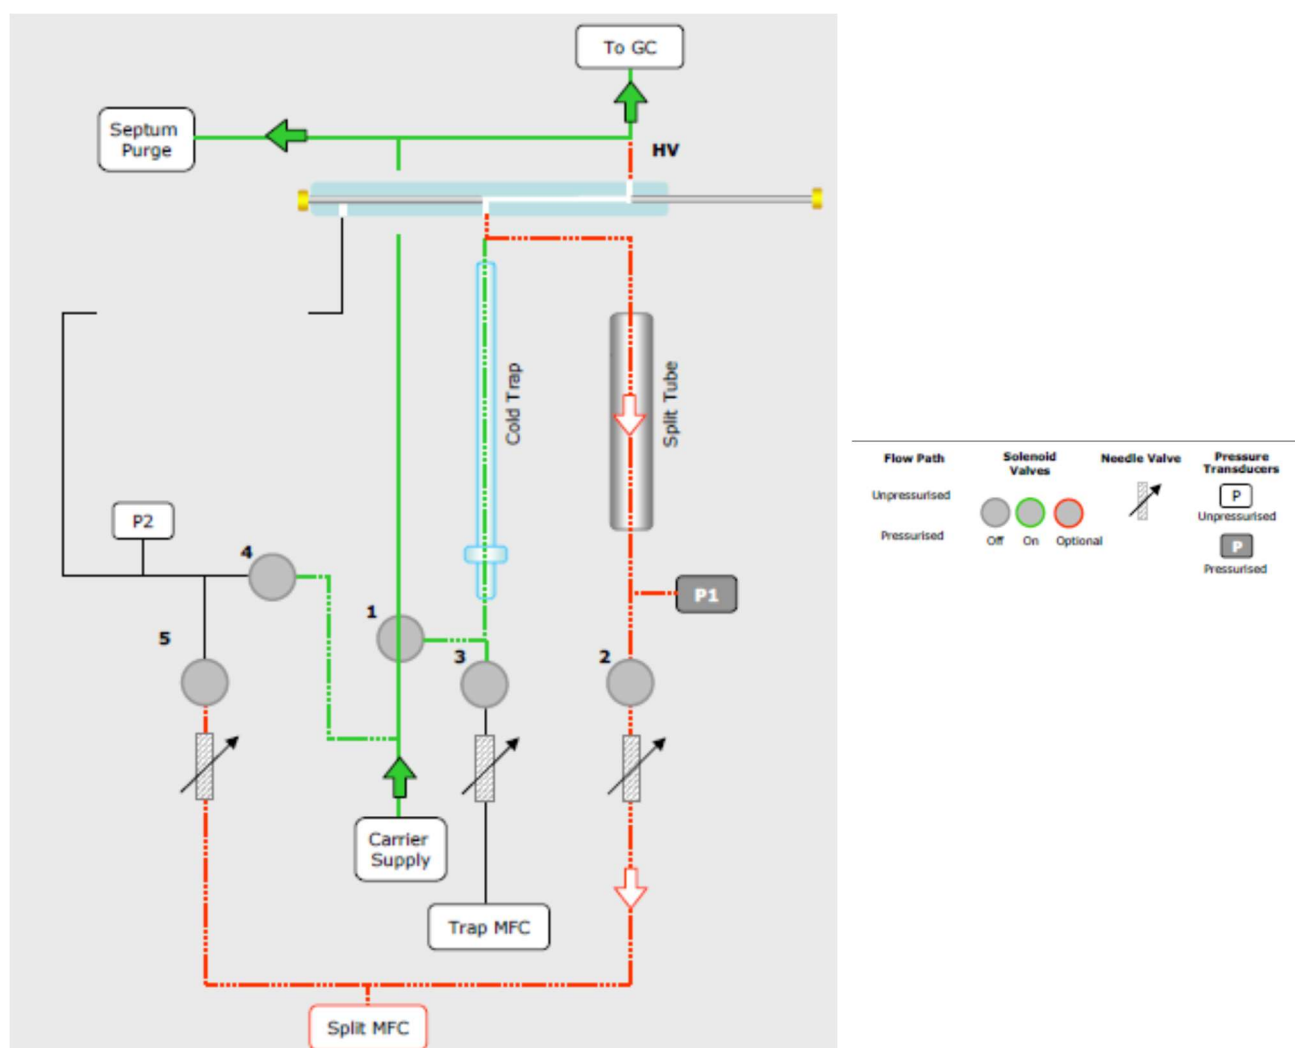 To GC
Septum
Purge
HV
Cold Trap
Split Tube
P2
4
P1
1
5
3
2
Carrier
Supply
Trap MFC
Split MFC
Flow Path
Solenoid
Valves
Needle Valve
Pressure
Transducers
Unpressurised
P
Unpressurised
Pressurised
Off
On
Optional
P
Pressurised